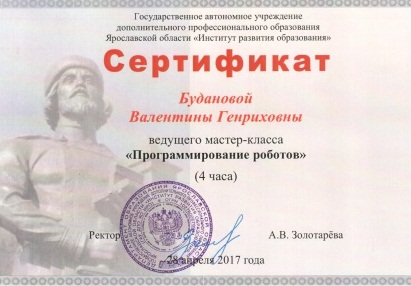 Государственное автономное учреждение
дополнительного профессионального образования
Ярославской области «Институт развития образования»
Сертификат
Будановой
Валентины Генриховны
ведущего мастер-класса
«Программирование роботов»
(4 часа)
Ректор А.В. Золотарёва
28 апреля 2017 года